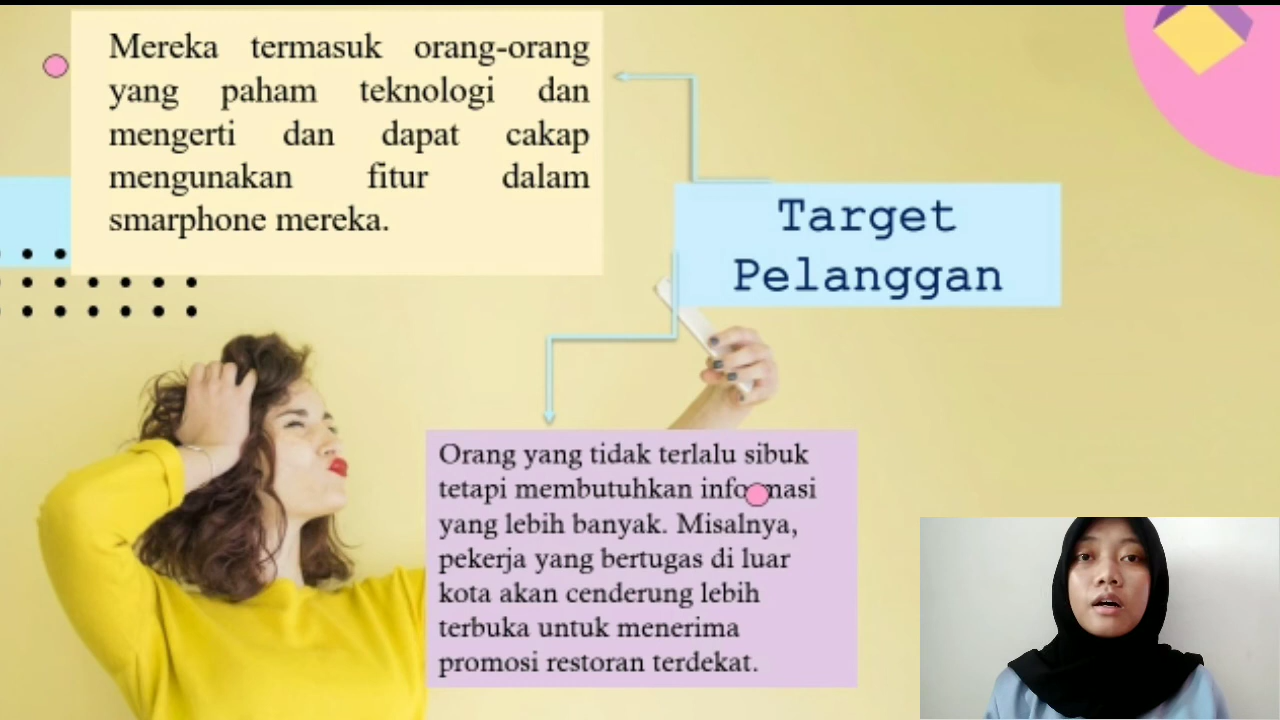 Mereka termasuk orang-orang
yang paham teknologi dan
mengerti dan dapat cakap
mengunakan fitur dalam
smarphone mereka.
Target
Pelanggan
Orang yang tidak terlalu sibuk
tetapi membutuhkan informasi
yang lebih banyak. Misalnya,
pekerja yang bertugas di luar
kota akan cenderung lebih
terbuka untuk menerima
promosi restoran terdekat.